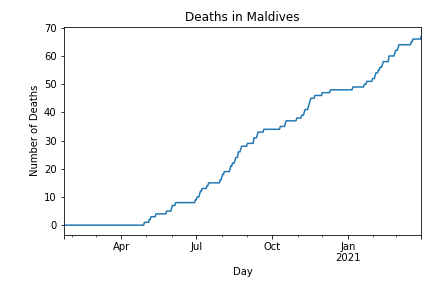 Deaths in Maldives
70
60
50
40
30
20
10
0
Number of Deaths
Apr
Jul
Oct
Jan
2021
Day